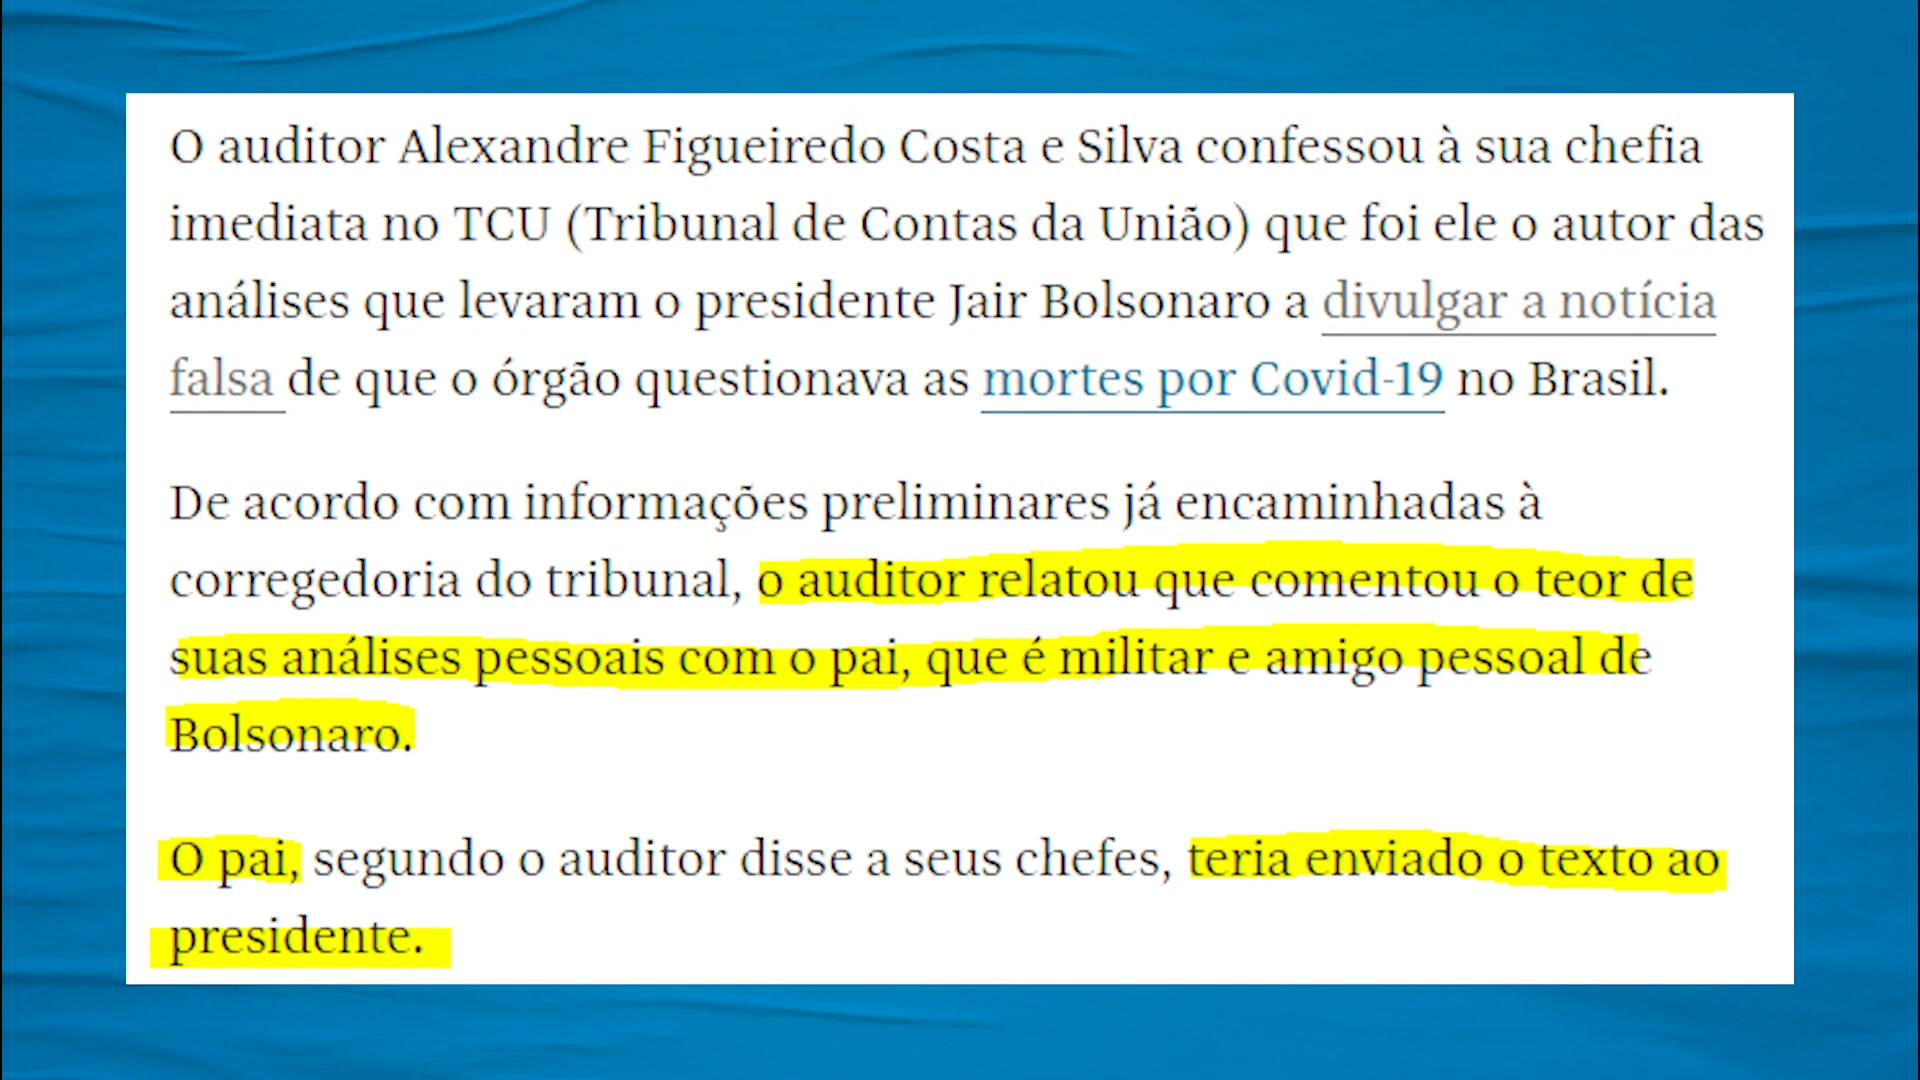 O auditor Alexandre Figueiredo Costa e Silva confessou à sua chefia
imediata no TCU (Tribunal de Contas da União) que foi ele o autor das
análises que levaram o presidente Jair Bolsonaro a divulgar a notícia
falsa de que o órgão questionava as mortes por Covid-19 no Brasil.
De acordo com informações preliminares já encaminhadas à
corregedoria do tribunal, o auditor relatou que comentou o teor de
suas análises pessoais com o pai, que é militar e amigo pessoal de
Bolsonaro.
O pai, segundo o auditor disse a seus chefes, teria enviado o texto ao
presidente.